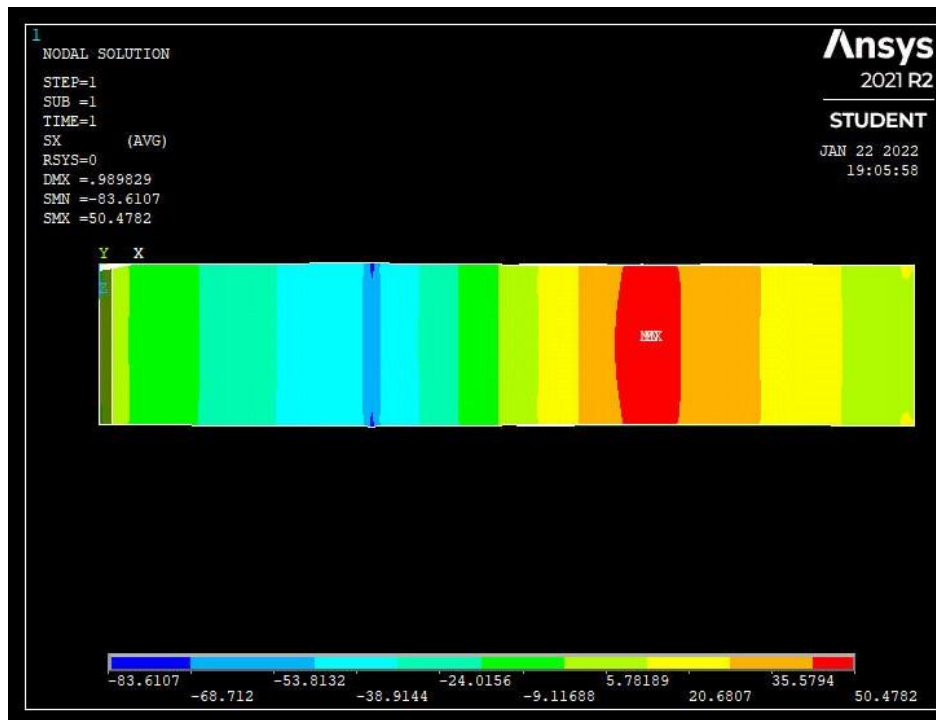 1
NODAL SOLUTION
STEP=1
SUB =1
TIME=1
SX (AVG)
RSYS=0
DMX =.989829
SMN =-83.6107
SMX =50.4782
Ansys
2021 R2
STUDENT
JAN 22 2022
19:05:58
Y X
-83.6107 -53.8132 -24.0156 5.78189 35.5794
-68.712 -38.9144 -9.11688 20.6807 50.4782